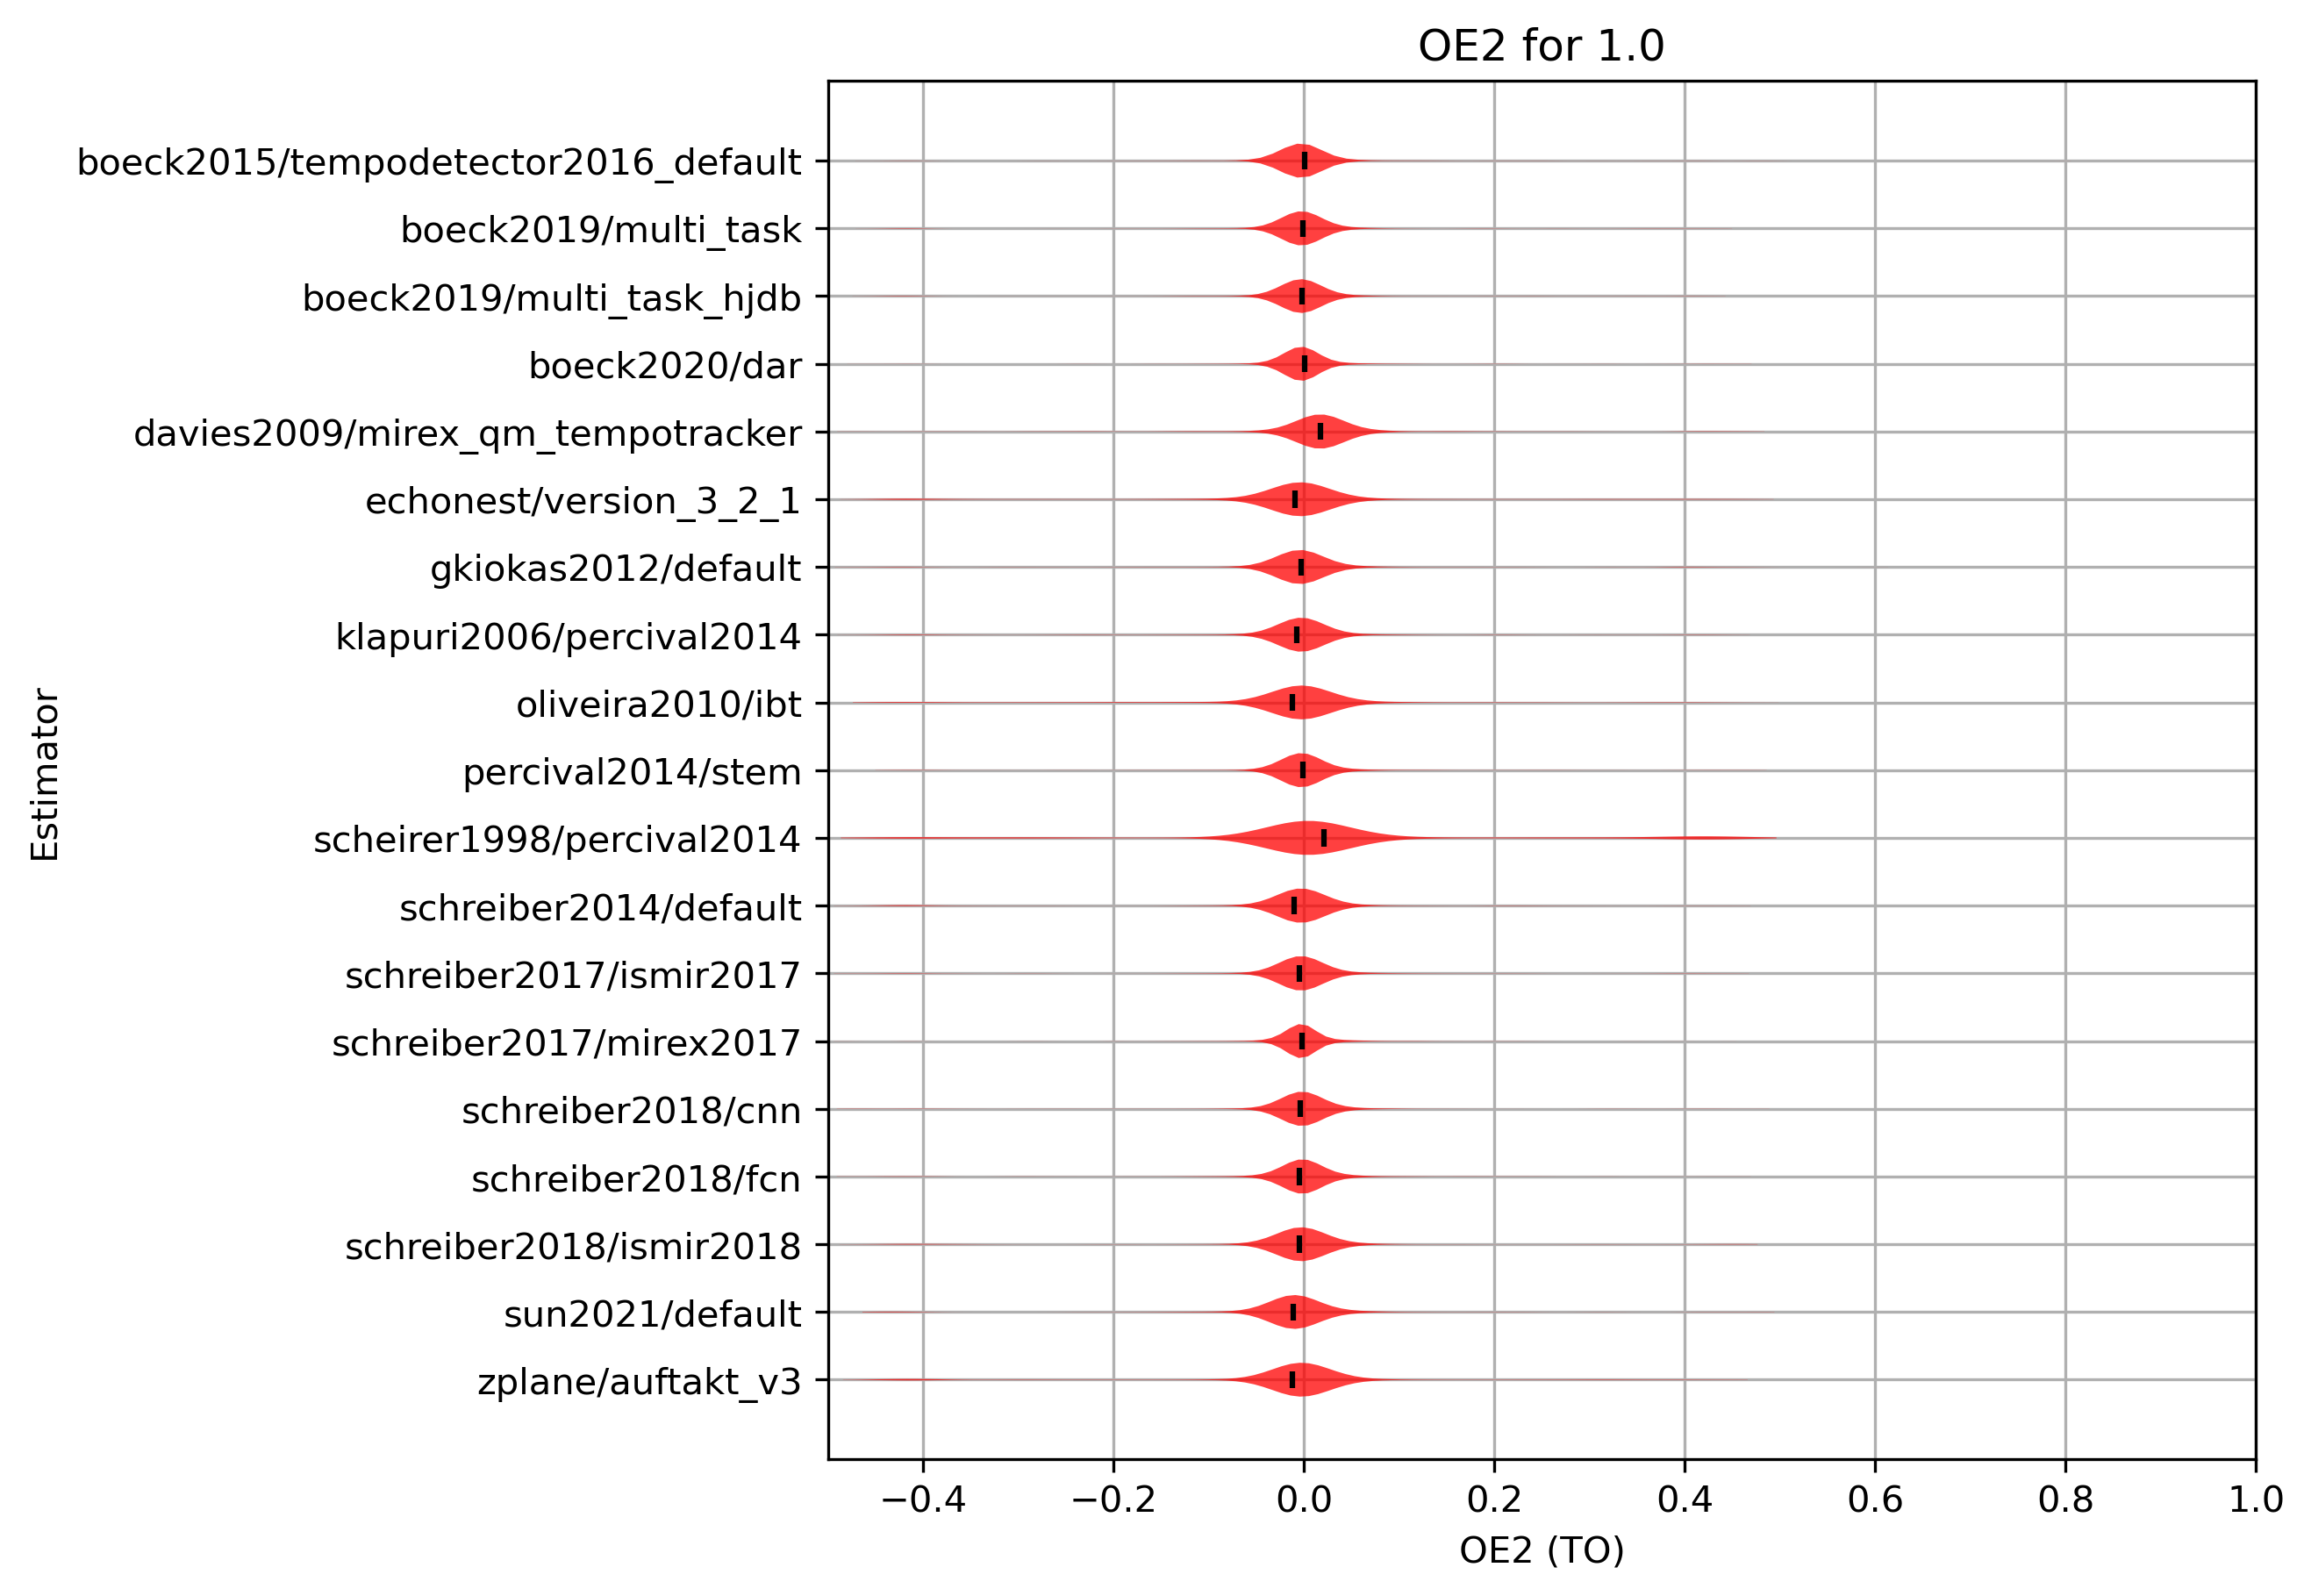 OE2 for 1.0
Estimator
boeck2015/tempodetector2016_default
boeck2019/multi_task
boeck2019/multi_task_hjdb
boeck2020/dar
davies2009/mirex_qm_tempotracker
echonest/version_3_2_1
gkiokas2012/default
klapuri2006/percival2014
oliveira2010/ibt
percival2014/stem
scheirer1998/percival2014
schreiber2014/default
schreiber2017/ismir2017
schreiber2017/mirex2017
schreiber2018/cnn
schreiber2018/fcn
schreiber2018/ismir2018
sun2021/default
zplane/auftakt_v3
−0.4 −0.2 0.0 0.2 0.4 0.6 0.8 1.0
OE2 (TO)